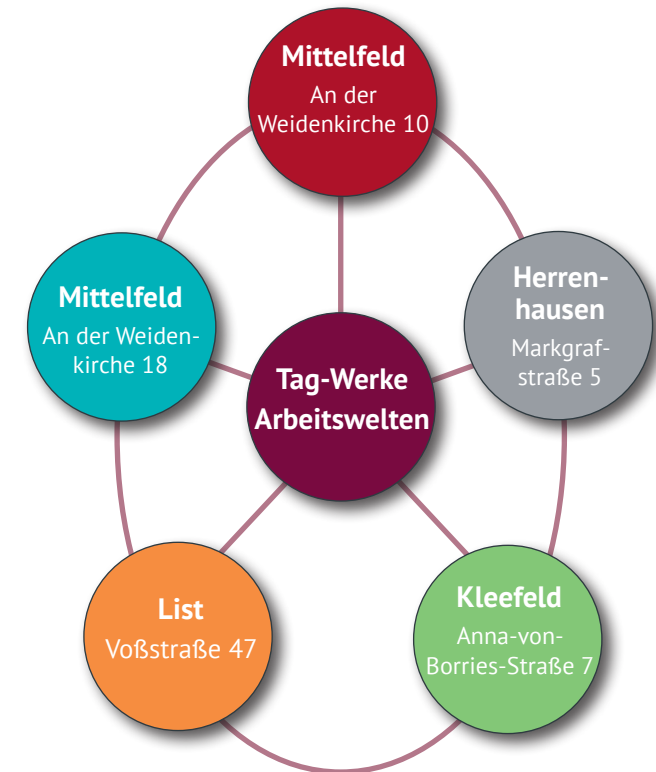 Mittelfeld
An der
Weidenkirche 10
Mittelfeld
An der Weiden-
kirche 18
Herren-
hausen
Markgraf-
straße 5
Tag-Werke
Arbeitswelten
List
Voßstraße 47
Kleefeld
Anna-von-
Borries-Straße 7